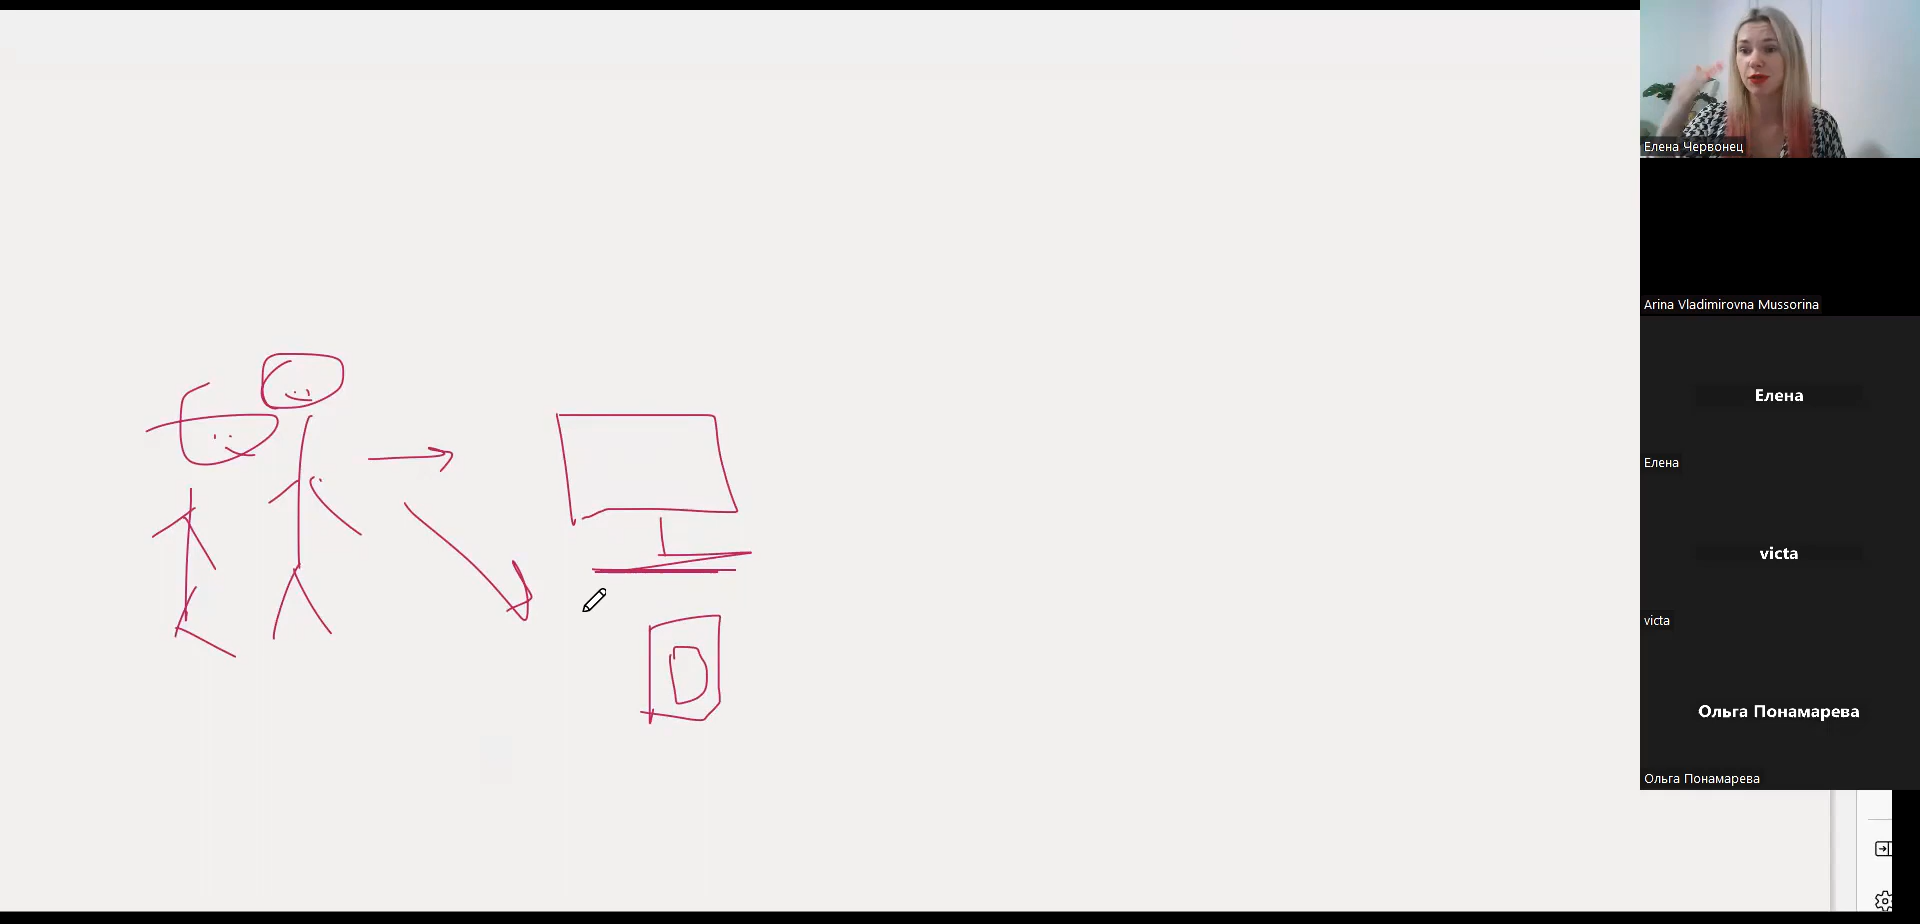 Елена Червонец
Arina Vladimirovna Mussorina
Елена
Елена
victa
victa
Ольга Понамарева
Ольга Понамарева
D